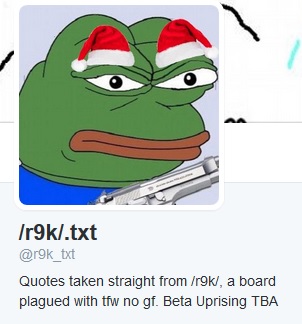 /r9k/.txt
@r9k_txt
Quotes taken straight from /r9k/, a board
plagued with tfw no gf. Beta Uprising TBA